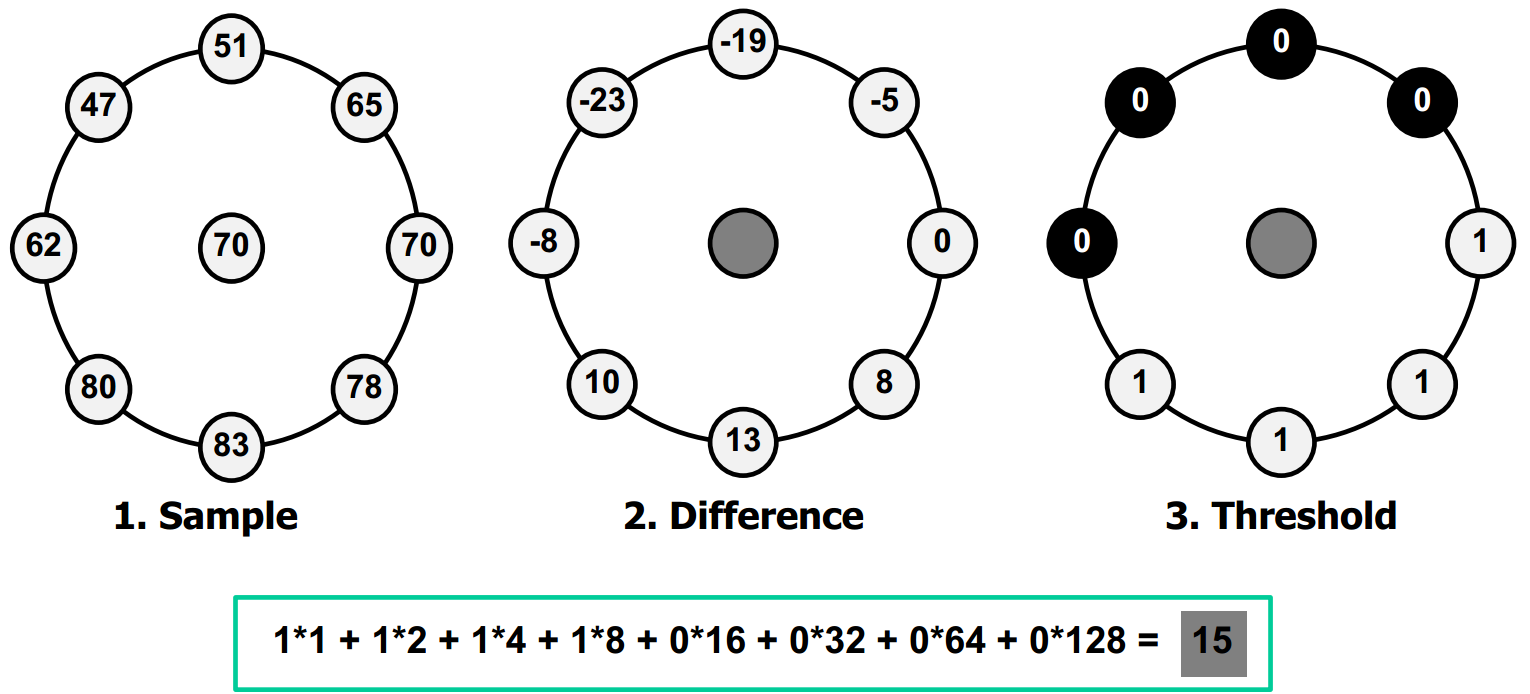 51 -19 0
47 65 -23 -5 0 0
62 70 70 -8 0 0 1
80 78 10 8 1 1
83 13 1
1. Sample 2. Difference 3. Threshold
1*1 + 1*2 + 1*4 + 1*8 + 0*16 + 0*32 + 0*64 + 0*128 = 15